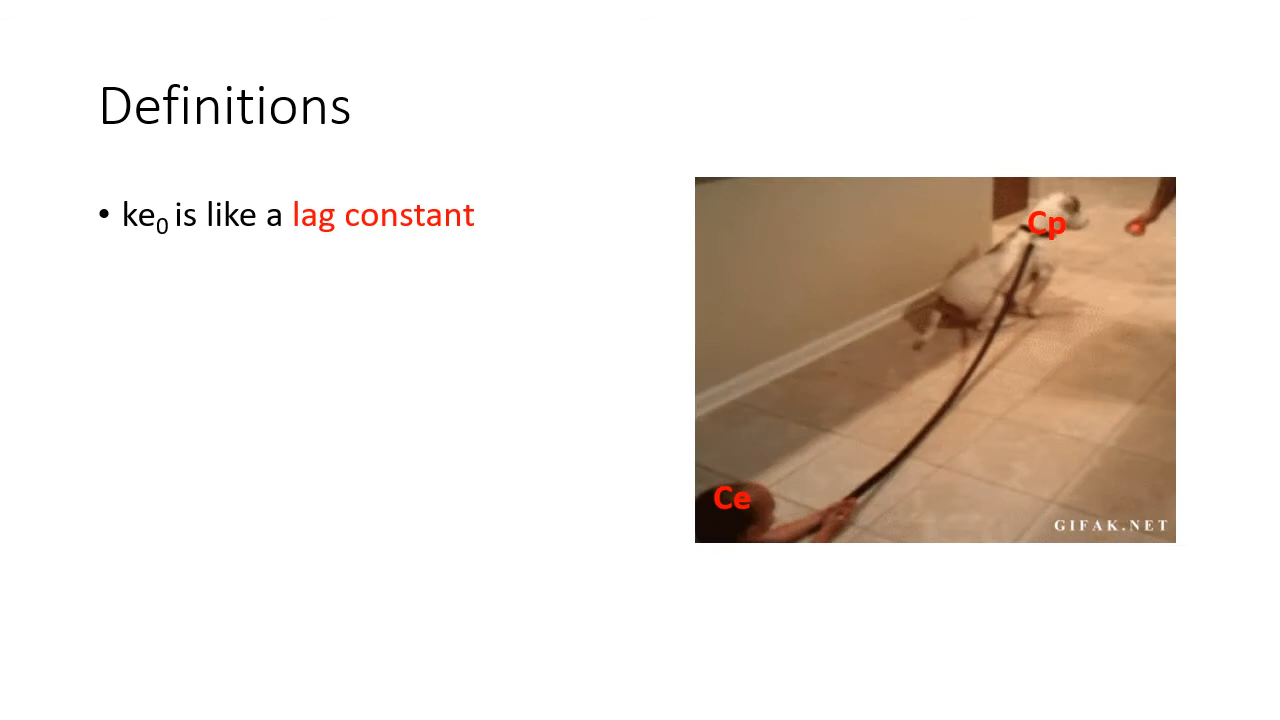 Definitions
• ke₀ is like a lag constant
Cp
Ce
GIFAK.NET